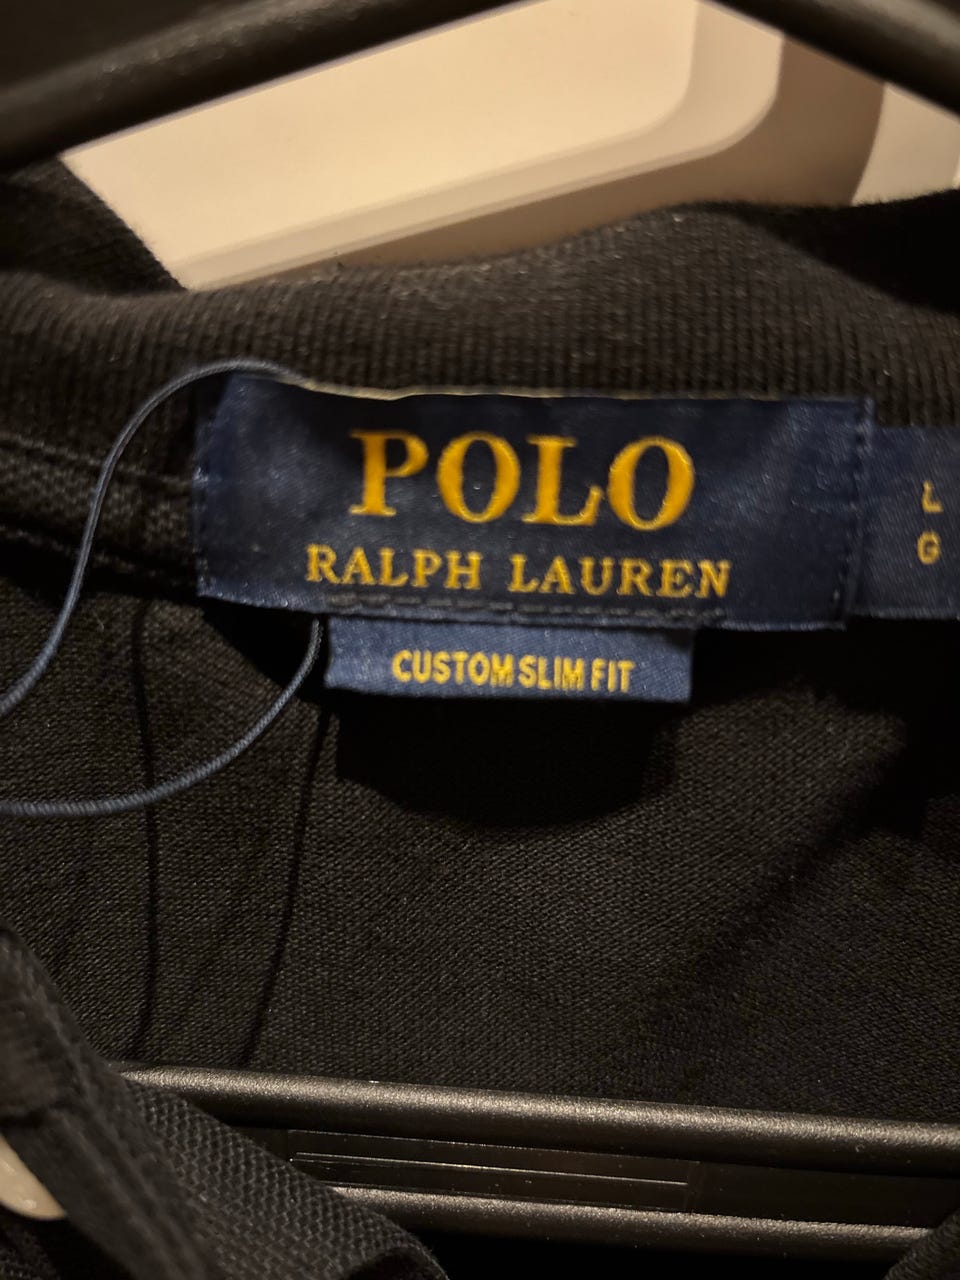 POLO
RALPH LAUREN
CUSTOM SLIM FIT
L
G